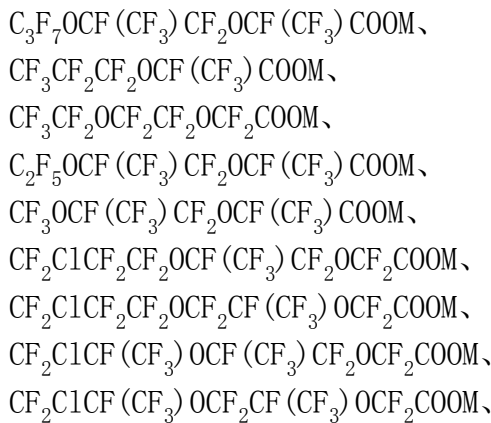 C₃F₇OCF(CF₃)CF₂OCF(CF₃)COOM、
CF₃CF₂CF₂OCF(CF₃)COOM、
CF₃CF₂OCF₂CF₂OCF₂COOM、
C₂F₅OCF(CF₃)CF₂OCF(CF₃)COOM、
CF₃OCF(CF₃)CF₂OCF(CF₃)COOM、
CF₂ClCF₂CF₂OCF(CF₃)CF₂OCF₂COOM、
CF₂ClCF₂CF₂OCF₂CF(CF₃)OCF₂COOM、
CF₂ClCF(CF₃)OCF(CF₃)CF₂OCF₂COOM、
CF₂ClCF(CF₃)OCF₂CF(CF₃)OCF₂COOM、